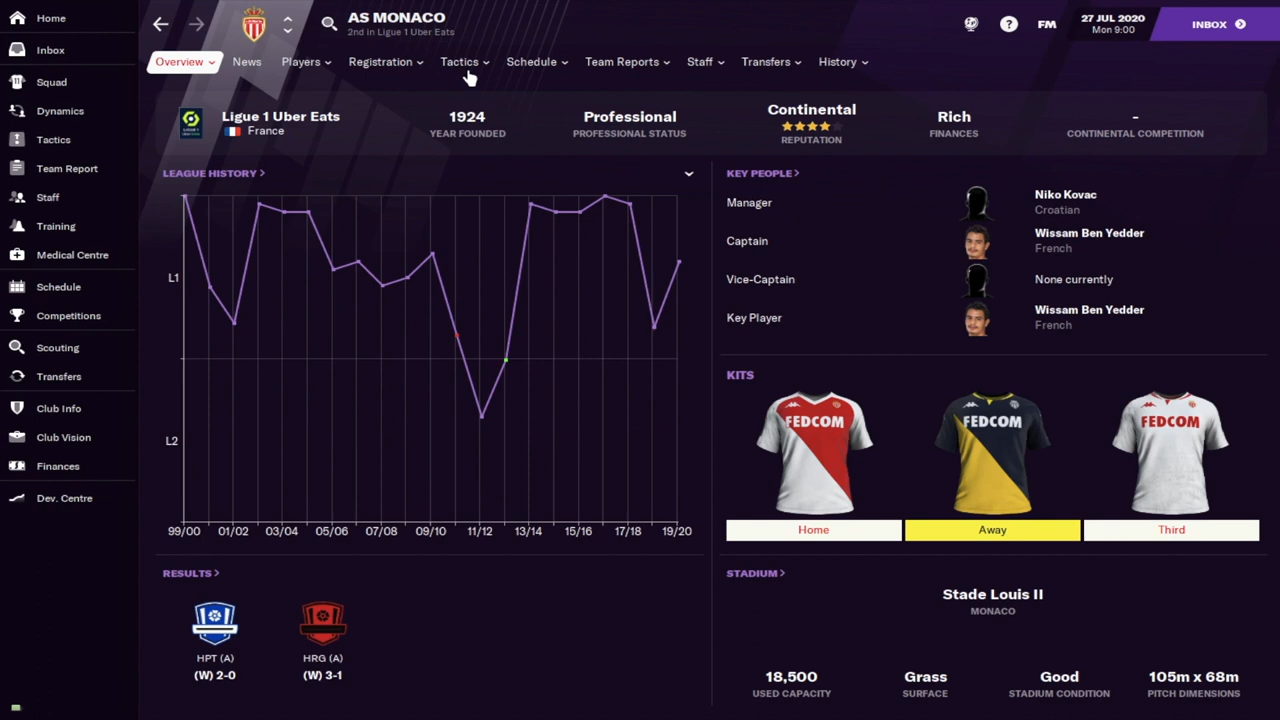 Home
Inbox
Squad
Dynamics
Tactics
Team Report
Staff
Training
Medical Centre
Schedule
Competitions
Scouting
Transfers
Club Info
Club Vision
Finances
Dev. Centre
AS MONACO
2nd in Ligue 1 Uber Eats
FM
27 JUL 2020
Mon 9:00
INBOX
Overview
News
Players
Registration
Tactics
Schedule
Team Reports
Staff
Transfers
History
Ligue 1 Uber Eats
France
1924
YEAR FOUNDED
Professional
PROFESSIONAL STATUS
Continental
REPUTATION
Rich
FINANCES
-
CONTINENTAL COMPETITION
LEAGUE HISTORY >
L1
L2
99/00 01/02 03/04 05/06 07/08 09/10 11/12 13/14 15/16 17/18 19/20
RESULTS >
HPT (A)
(W) 2-0
HRG (A)
(W) 3-1
KEY PEOPLE >
Manager
Niko Kovac
Croatian
Captain
Wissam Ben Yedder
French
Vice-Captain
None currently
Key Player
Wissam Ben Yedder
French
KITS
FEDCOM
FEDCOM
FEDCOM
Home
Away
Third
STADIUM >
Stade Louis II
MONACO
18,500
USED CAPACITY
Grass
SURFACE
Good
STADIUM CONDITION
105m x 68m
PITCH DIMENSIONS